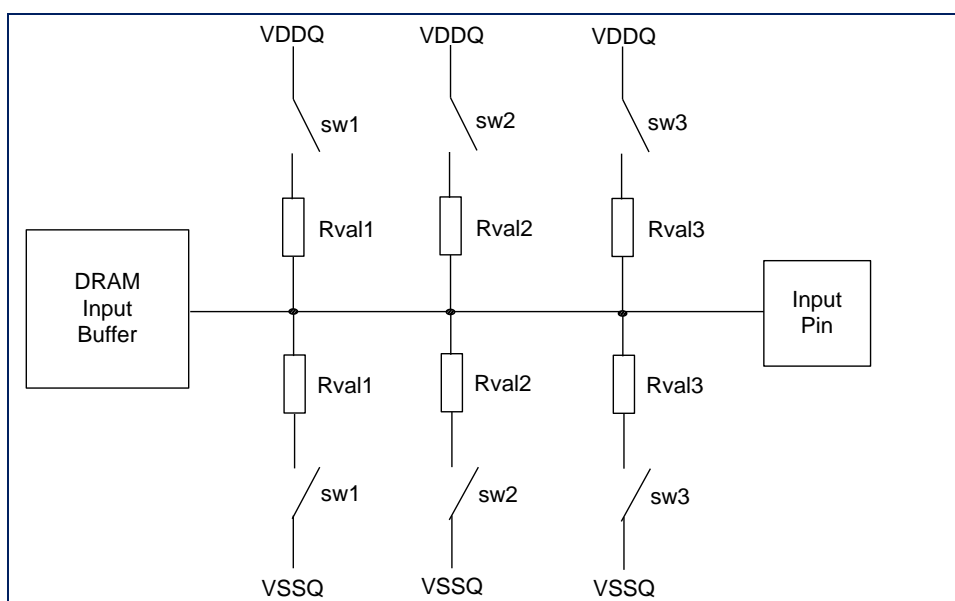 VDDQ VDDQ VDDQ
sw1 sw2 sw3
Rval1 Rval2 Rval3
DRAM
Input
Buffer
Input
Pin
Rval1 Rval2 Rval3
sw1 sw2 sw3
VSSQ VSSQ VSSQ